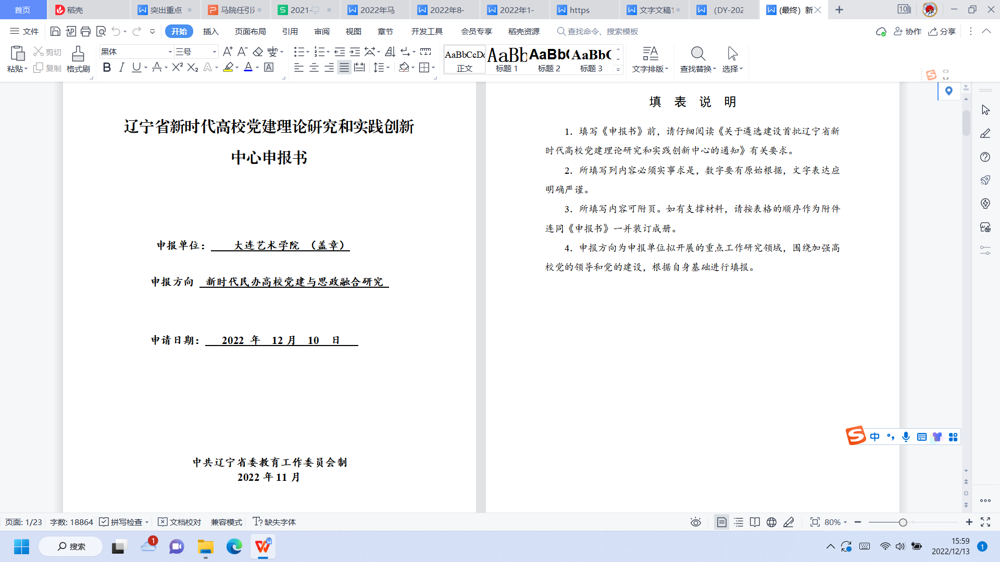 首页
稻壳
突出重点
马院任引
2021-
2022年马
2022年8-
2022年1-
https
文字文稿1
(DY-202
(最终) 新
10
文件
开始
插入
页面布局
引用
审阅
视图
章节
开发工具
会员专享
稻壳资源
查找命令、搜索模板
协作
分享
粘贴
剪切
复制
格式刷
黑体
三号
AaBbCcDd
正文
AaBb
标题 1
AaBb(
标题 2
AaBb(
标题 3
文字排版
查找替换
选择
辽宁省新时代高校党建理论研究和实践创新
中心申报书
申报单位： 大连艺术学院 （盖章）
申报方向 新时代民办高校党建与思政融合研究
申请日期： 2022 年 12 月 10 日
中共辽宁省委教育工作委员会制
2022 年 11 月
填 表 说 明
1. 填写《申报书》前，请仔细阅读《关于遴选建设首批辽宁省新
时代高校党建理论研究和实践创新中心的通知》有关要求。
2. 所填写列内容必须实事求是，数字要有原始根据，文字表达应
明确严谨。
3. 所填写内容可附页。如有支撑材料，请按表格的顺序作为附件
连同《申报书》一并装订成册。
4. 申报方向为申报单位拟开展的重点工作研究领域，围绕加强高
校党的领导和党的建设，根据自身基础进行填报。
中
页面: 1/23
字数: 18864
拼写检查
文档校对
兼容模式
缺失字体
80%
搜索
1
15:59
2022/12/13
1